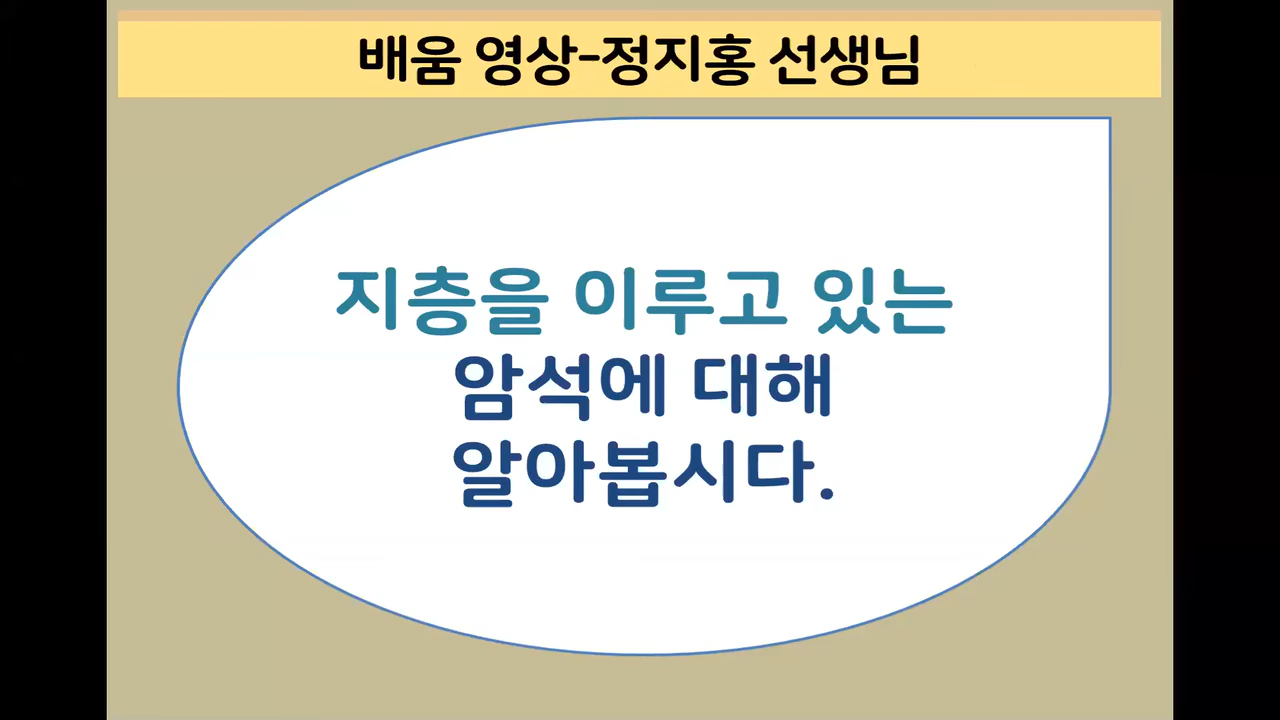 배움 영상-정지홍 선생님
지층을 이루고 있는
암석에 대해
알아봅시다.